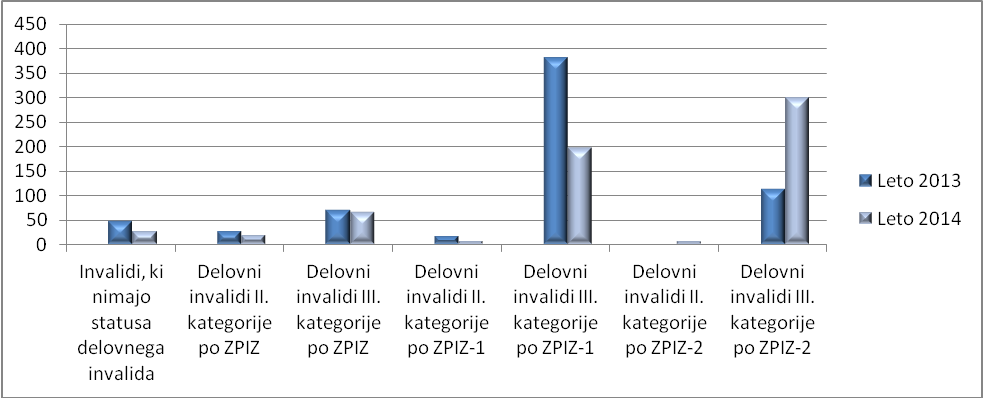 450
400
350
300
250
200
150
100
50
0
Invalidi, ki
nimajo
statusa
delovnega
invalida
Delovni
invalidi II.
kategorije
po ZPIZ
Delovni
invalidi III.
kategorije
po ZPIZ
Delovni
invalidi II.
kategorije
po ZPIZ-1
Delovni
invalidi III.
kategorije
po ZPIZ-1
Delovni
invalidi II.
kategorije
po ZPIZ-2
Delovni
invalidi III.
kategorije
po ZPIZ-2
Leto 2013
Leto 2014